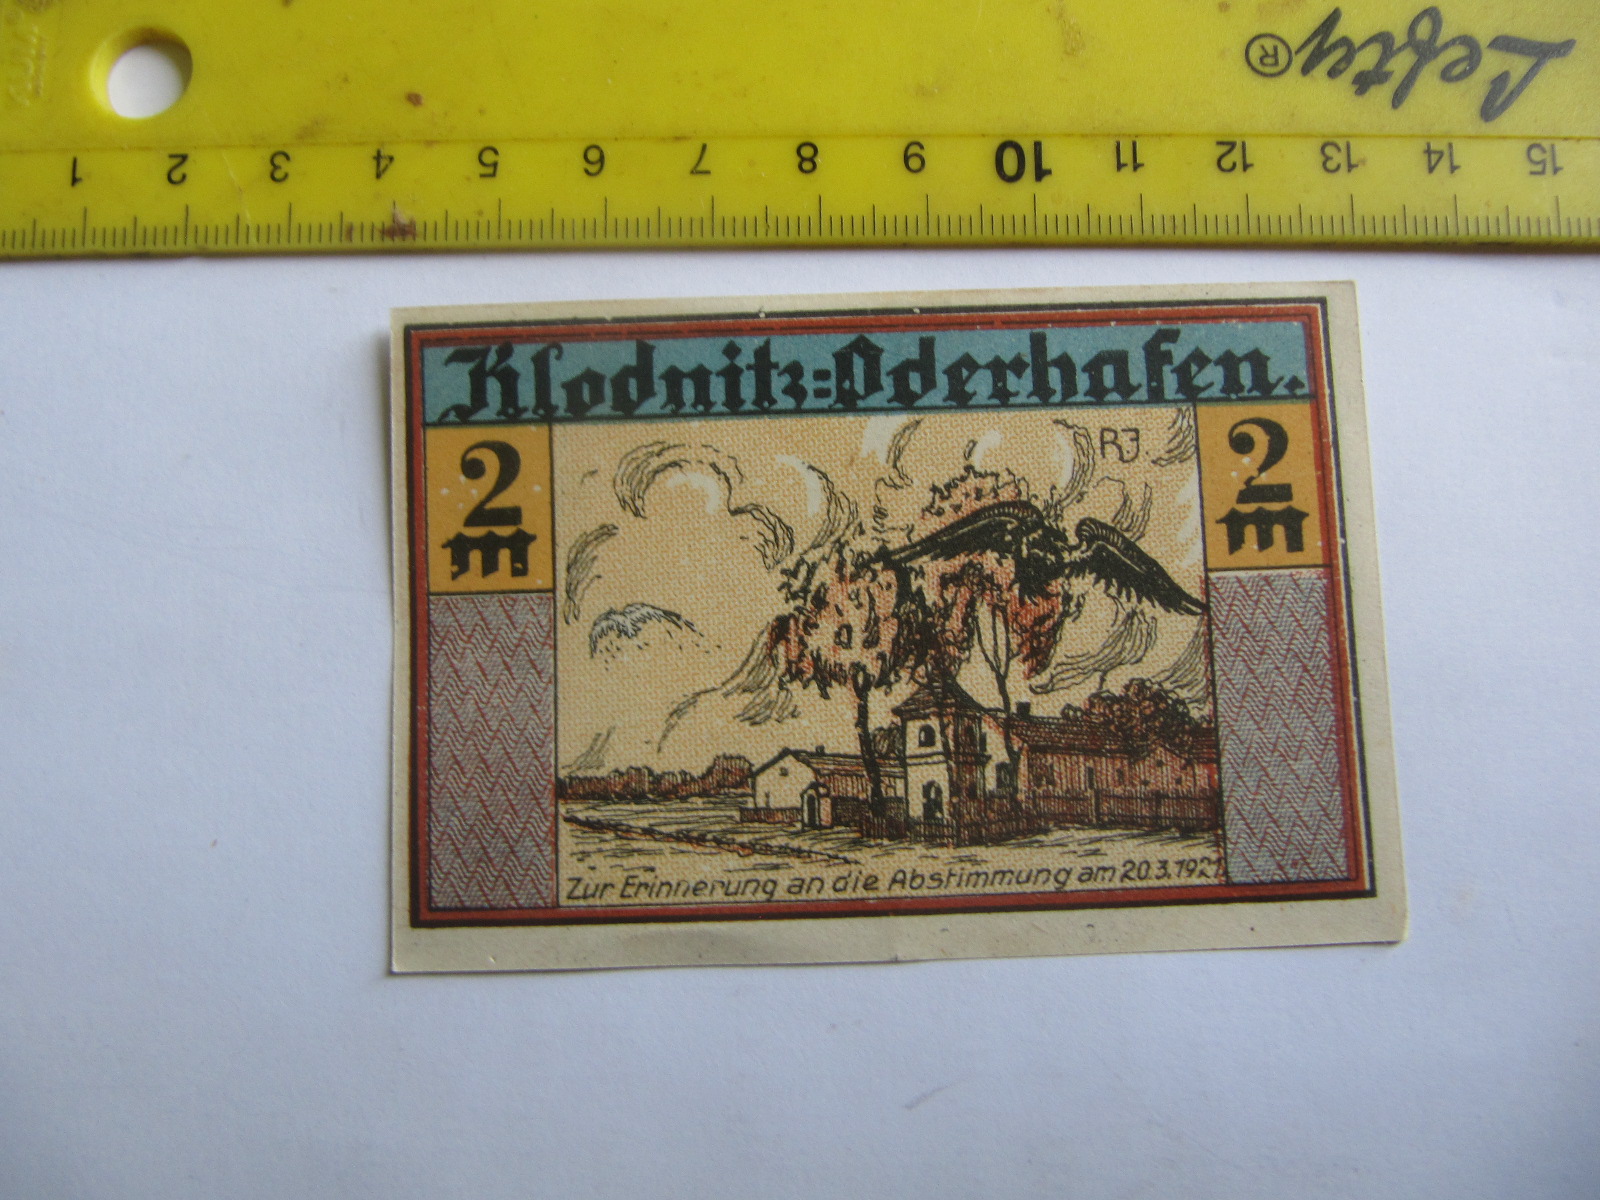 Lefty®
1 2 3 4 5 6 7 8 9 10 11 12 13 14 15
Klodnitz=Oderhafen.
2 2
m m
RJ
Zur Erinnerung an die Abstimmung am 20.3.1921